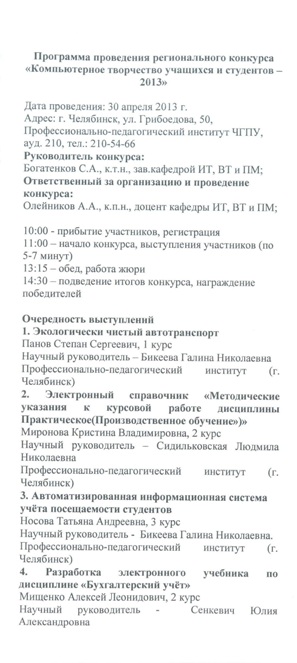 Программа проведения регионального конкурса
«Компьютерное творчество учащихся и студентов –
2013»
Дата проведения: 30 апреля 2013 г.
Адрес: г. Челябинск, ул. Грибоедова, 50,
Профессионально-педагогический институт ЧГПУ,
ауд. 210, тел.: 210-54-66
Руководитель конкурса:
Богатенков С.А., к.т.н., зав.кафедрой ИТ, ВТ и ПМ;
Ответственный за организацию и проведение
конкурса:
Олейников А.А., к.п.н., доцент кафедры ИТ, ВТ и ПМ;
10:00 - прибытие участников, регистрация
11:00 – начало конкурса, выступления участников (по
5-7 минут)
13:15 – обед, работа жюри
14:30 – подведение итогов конкурса, награждение
победителей
Очередность выступлений
1. Экологически чистый автотранспорт
Панов Степан Сергеевич, 1 курс
Научный руководитель – Бикеева Галина Николаевна
Профессионально-педагогический институт (г.
Челябинск)
2. Электронный справочник «Методические
указания к курсовой работе дисциплины
Практическое(Производственное обучение»)»
Миронова Кристина Владимировна, 2 курс
Научный руководитель – Сидильковская Людмила
Николаевна
Профессионально-педагогический институт (г.
Челябинск)
3. Автоматизированная информационная система
учёта посещаемости студентов
Носова Татьяна Андреевна, 3 курс
Научный руководитель - Бикеева Галина Николаевна.
Профессионально-педагогический институт (г.
Челябинск)
4. Разработка электронного учебника по
дисциплине «Бухгалтерский учёт»
Мищенко Алексей Леонидович, 2 курс
Научный руководитель - Сенкевич Юлия
Александровна